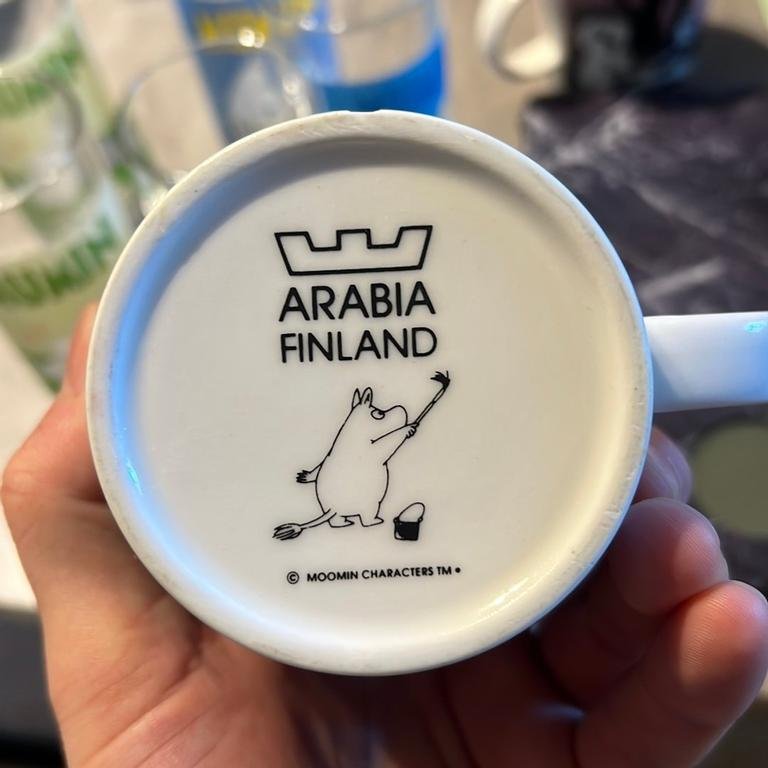 ARABIA
FINLAND
© MOOMIN CHARACTERS TM •